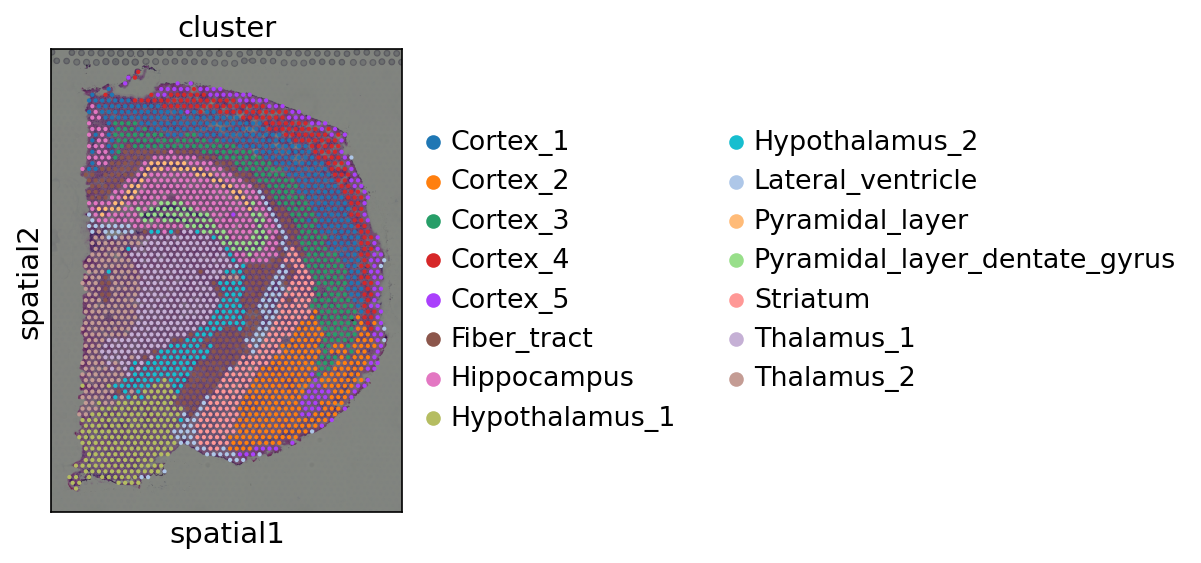 cluster
spatial2
spatial1
Cortex_1
Cortex_2
Cortex_3
Cortex_4
Cortex_5
Fiber_tract
Hippocampus
Hypothalamus_1
Hypothalamus_2
Lateral_ventricle
Pyramidal_layer
Pyramidal_layer_dentate_gyrus
Striatum
Thalamus_1
Thalamus_2